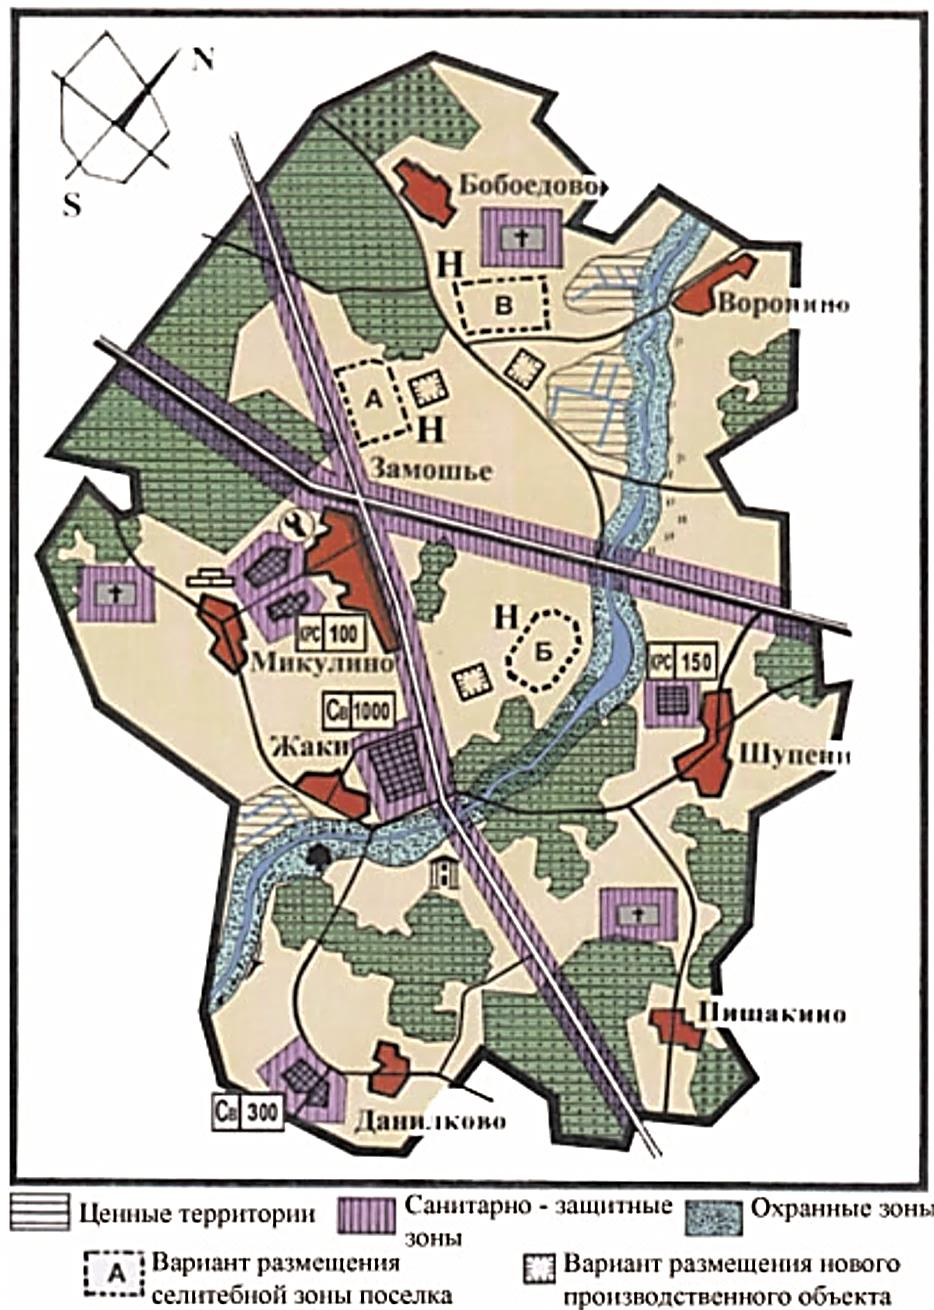 N
S
Бобоедово
Н
В
Воропино
А
Н
Замошье
Н
Б
КРС 100
КРС 150
Микулино
Св 1000
Жаки
Шупени
Пишакино
Св 300
Данилково
Ценные территории
Санитарно - защитные
зоны
Охранные зоны
А
Вариант размещения
селитебной зоны поселка
Вариант размещения нового
производственного объекта